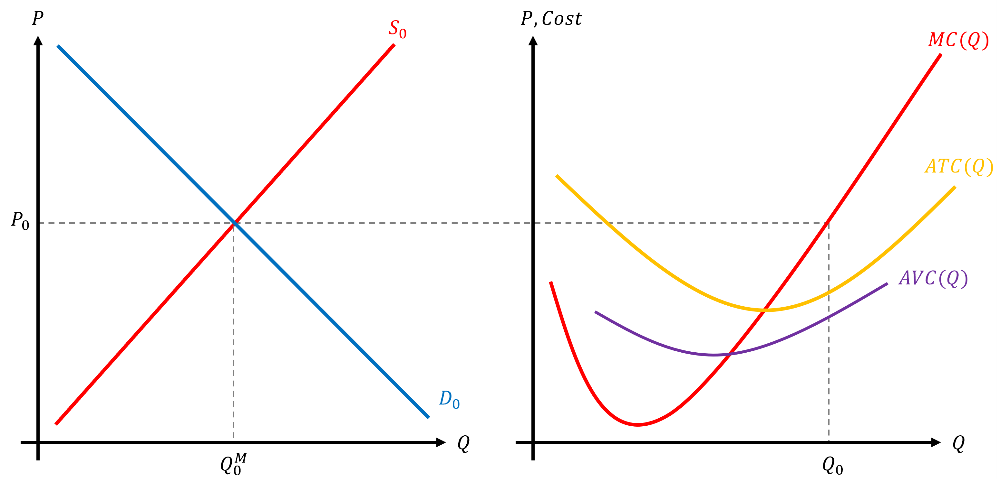 P
S₀
P₀
D₀
Q
Q₀ᴹ
P, Cost
MC(Q)
ATC(Q)
AVC(Q)
Q
Q₀